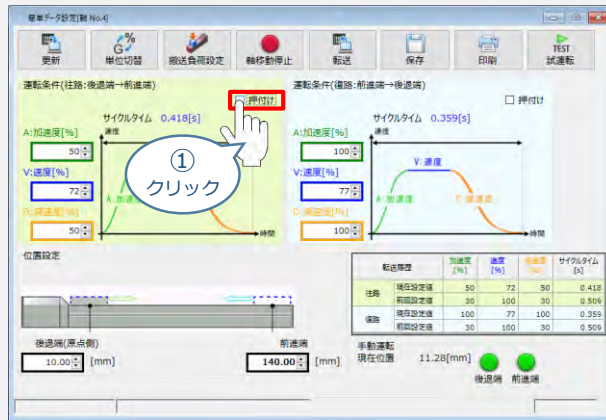 簡単データ設定[軸 No.4]
更新
G %
単位切替
搬送負荷設定
軸移動停止
転送
保存
印刷
TEST
試運転
運転条件(往路:後退端→前進端)
押付け
サイクルタイム 0.418[s]
速度
A:加速度[%]
50
V:速度[%]
72
D:減速度[%]
50
A:加速度
時間
①
クリック
運転条件(復路:前進端→後退端)
押付け
サイクルタイム 0.359[s]
速度
A:加速度[%]
100
V:速度[%]
77
D:減速度[%]
100
V:速度
A:加速度
D:減速度
時間
位置設定
後退端(原点側)
10.00 [mm]
前進端
140.00 [mm]
転送履歴 加速度[%] 速度[%] 減速度[%] サイクルタイム[s]
往路 現在設定値 50 72 50 0.418
前回設定値 30 100 30 0.509
復路 現在設定値 100 77 100 0.359
前回設定値 30 100 30 0.509
手動運転
現在位置 11.28[mm]
後退端 前進端